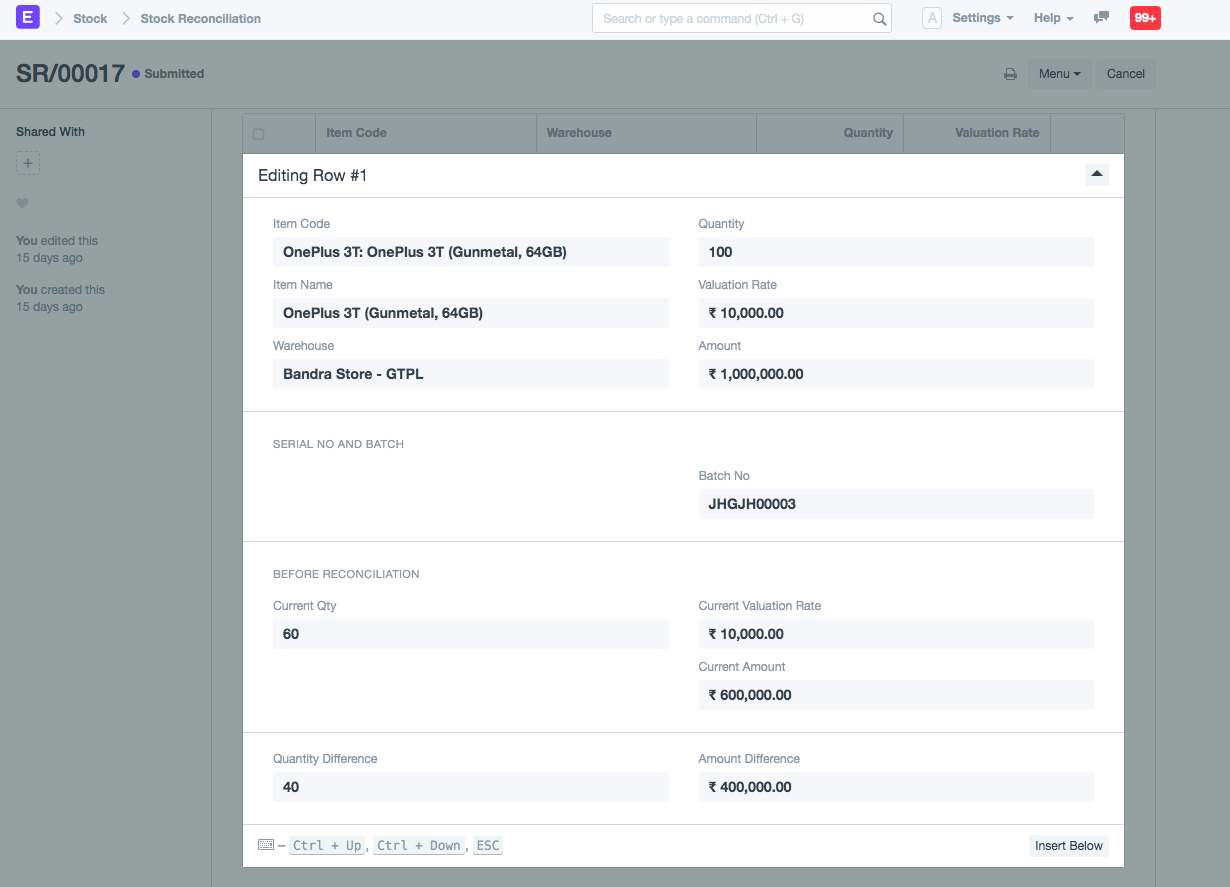 E Stock Stock Reconciliation Search or type a command (Ctrl + G) A Settings Help 99+
SR/00017 Submitted Menu Cancel
Shared With
+
You edited this
15 days ago
You created this
15 days ago
Item Code Warehouse Quantity Valuation Rate
Editing Row #1
Item Code Quantity
OnePlus 3T: OnePlus 3T (Gunmetal, 64GB) 100
Item Name Valuation Rate
OnePlus 3T (Gunmetal, 64GB) ₹ 10,000.00
Warehouse Amount
Bandra Store - GTPL ₹ 1,000,000.00
SERIAL NO AND BATCH
Batch No
JHGJH00003
BEFORE RECONCILIATION
Current Qty Current Valuation Rate
60 ₹ 10,000.00
Current Amount
₹ 600,000.00
Quantity Difference Amount Difference
40 ₹ 400,000.00
– Ctrl + Up, Ctrl + Down, ESC Insert Below